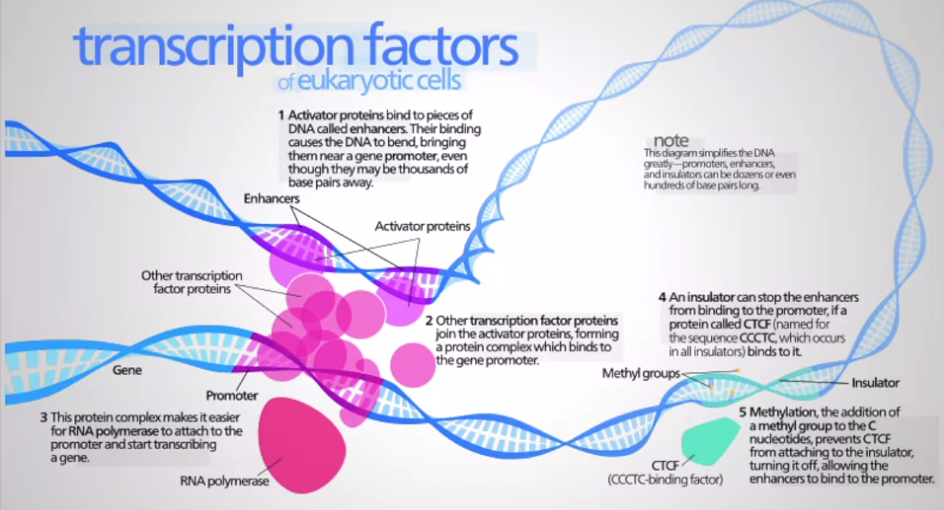 transcription factors
of eukaryotic cells
1 Activator proteins bind to pieces of
DNA called enhancers. Their binding
causes the DNA to bend, bringing
them near a gene promoter, even
though they may be thousands of
base pairs away.
note
This diagram simplifies the DNA
greatly—promoters, enhancers,
and insulators can be dozens or even
hundreds of base pairs long.
Enhancers
Activator proteins
Other transcription
factor proteins
2 Other transcription factor proteins
join the activator proteins, forming
a protein complex which binds to
the gene promoter.
4 An insulator can stop the enhancers
from binding to the promoter, if a
protein called CTCF (named for
the sequence CCCTC, which occurs
in all insulators) binds to it.
Gene
Promoter
Methyl groups
Insulator
3 This protein complex makes it easier
for RNA polymerase to attach to the
promoter and start transcribing
a gene.
RNA polymerase
CTCF
(CCCTC-binding factor)
5 Methylation, the addition of
a methyl group to the C
nucleotides, prevents CTCF
from attaching to the insulator,
turning it off, allowing the
enhancers to bind to the promoter.